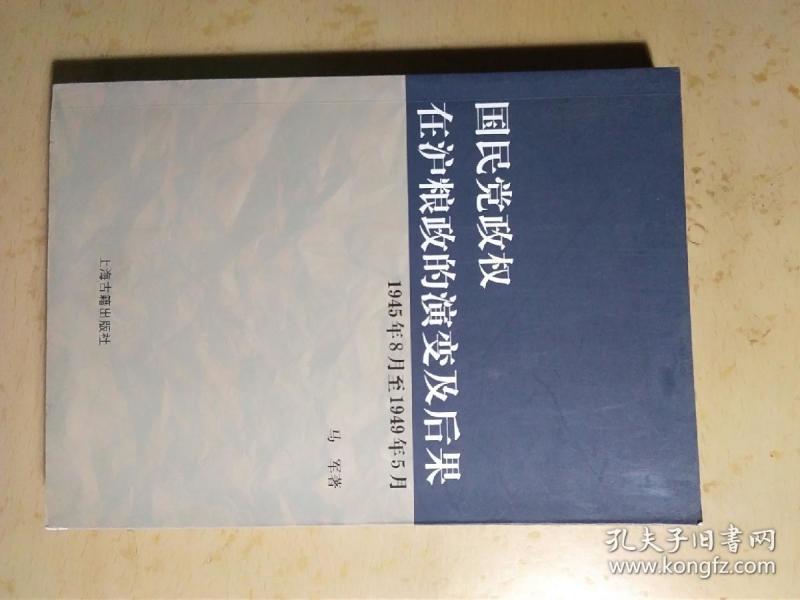 国民党政权
在沪粮政的演变及后果
1945年8月至1949年5月
马 军著
上海古籍出版社
孔夫子旧书网
www.kongfz.com